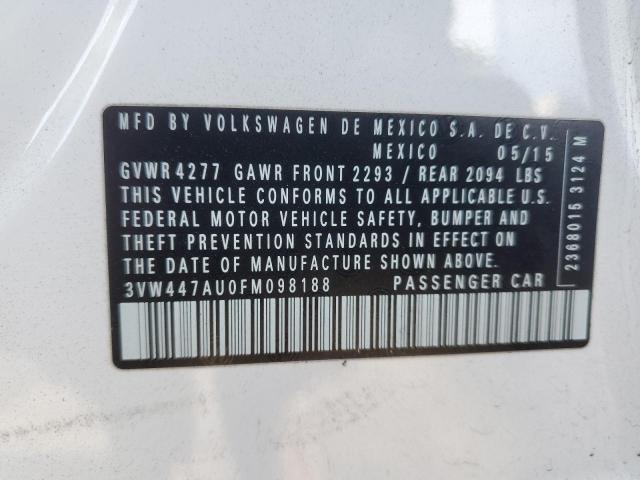 MFD BY VOLKSWAGEN DE MEXICO S.A. DE C.V.
MEXICO 05/15
GVWR 4277 GAWR FRONT 2293 / REAR 2094 LBS
THIS VEHICLE CONFORMS TO ALL APPLICABLE U.S.
FEDERAL MOTOR VEHICLE SAFETY, BUMPER AND
THEFT PREVENTION STANDARDS IN EFFECT ON
THE DATE OF MANUFACTURE SHOWN ABOVE.
3VW447AU0FM098188 PASSENGER CAR
2368015 3124 M